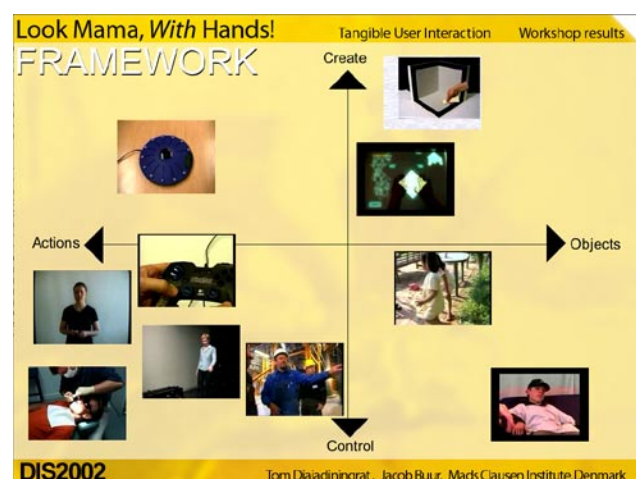 Look Mama, With Hands! Tangible User Interaction Workshop results
FRAMEWORK
Create
Actions
Objects
Control
DIS2002 Tom Djajadiningrat, Jacob Buur, Mads Clausen Institute Denmark